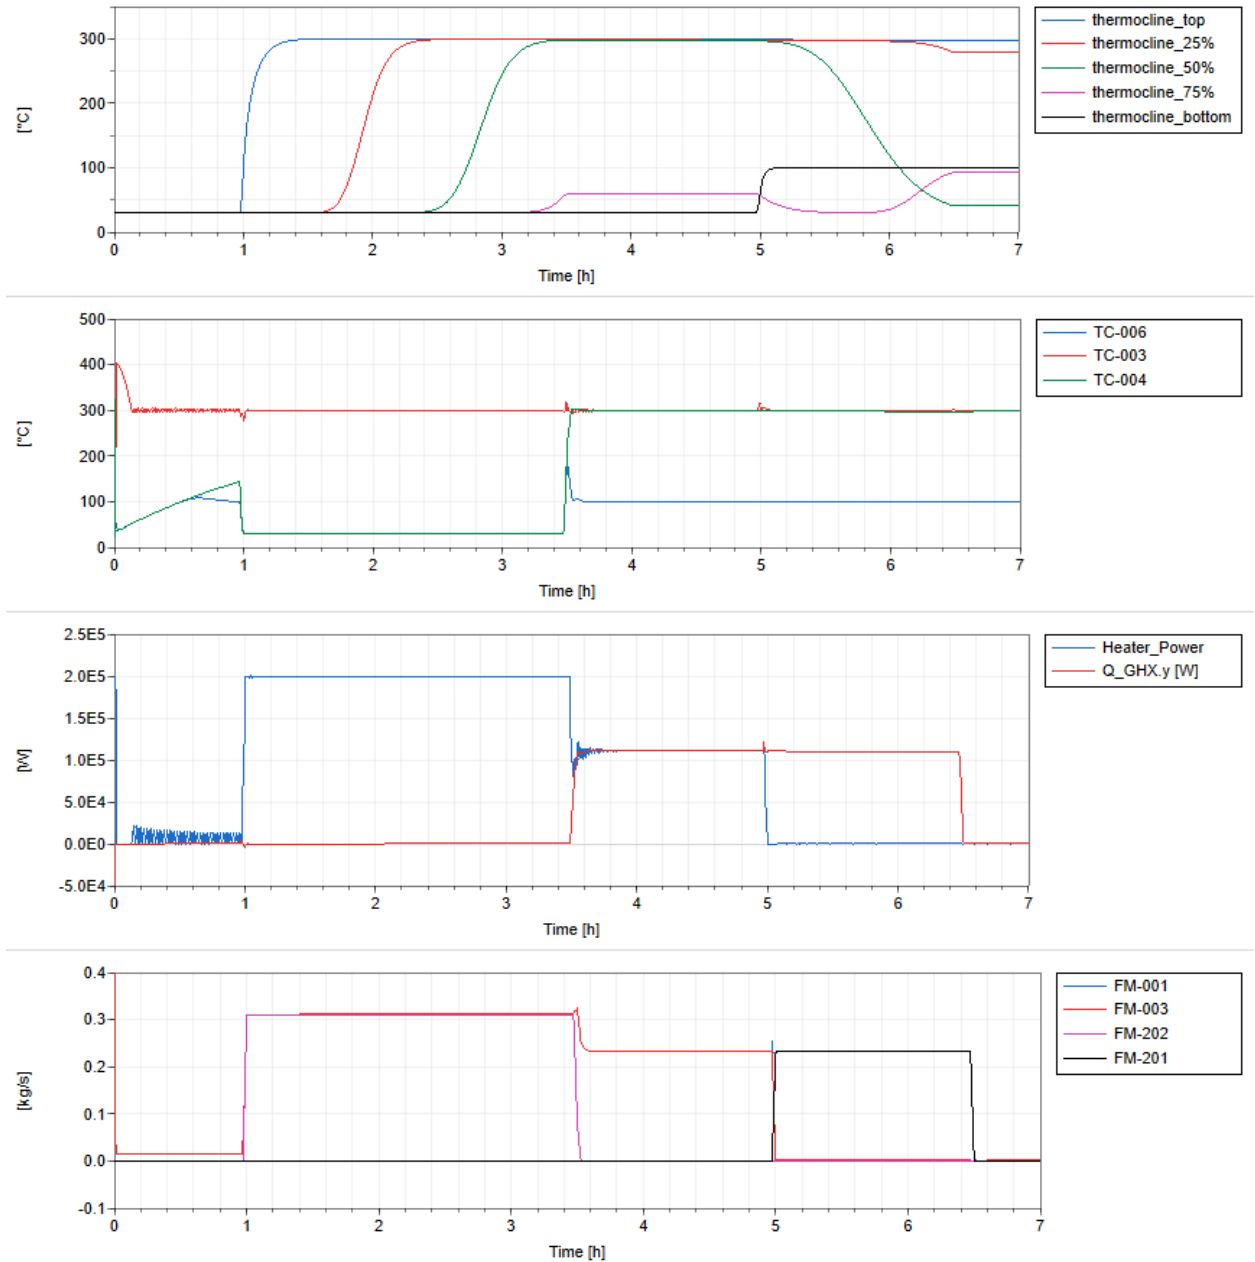 300
200
100
0
[°C]
0 1 2 3 4 5 6 7
Time [h]
thermocline_top
thermocline_25%
thermocline_50%
thermocline_75%
thermocline_bottom
500
400
300
200
100
0
[°C]
0 1 2 3 4 5 6 7
Time [h]
TC-006
TC-003
TC-004
2.5E5
2.0E5
1.5E5
1.0E5
5.0E4
0.0E0
-5.0E4
[W]
0 1 2 3 4 5 6 7
Time [h]
Heater_Power
Q_GHX.y [W]
0.4
0.3
0.2
0.1
0.0
-0.1
[kg/s]
0 1 2 3 4 5 6 7
Time [h]
FM-001
FM-003
FM-202
FM-201